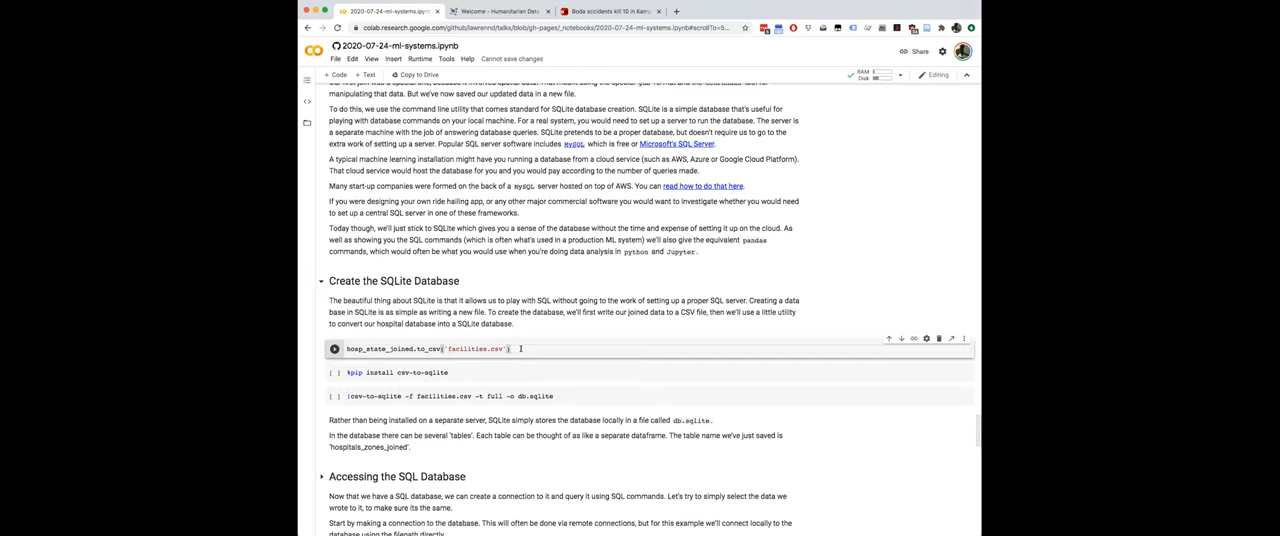 2020-07-24-ml-systems.ipynb
Welcome - Humanitarian Data
Boda accidents kill 10 in Kam
colab.research.google.com/github/lawrennd/talks/blob/gh-pages/_notebooks/2020-07-24-ml-systems.ipynb#scrollTo=5...
2020-07-24-ml-systems.ipynb
Share
File Edit View Insert Runtime Tools Help Cannot save changes
+ Code + Text Copy to Drive
RAM
Disk
Editing
manipulating that data. But we've now saved our updated data in a new file.
To do this, we use the command line utility that comes standard for SQLite database creation. SQLite is a simple database that's useful
for playing with database commands on your local machine. For a real system, you would need to set up a server to run the database. The server is
a separate machine with the job of answering database queries. SQLite pretends to be a proper database, but doesn't require us to go to the
extra work of setting up a server. Popular SQL server software includes MySQL which is free or Microsoft's SQL Server.
A typical machine learning installation might have you running a database from a cloud service (such as AWS, Azure or Google Cloud Platform).
That cloud service would host the database for you and you would pay according to the number of queries made.
Many start-up companies were formed on the back of a MySQL server hosted on top of AWS. You can read how to do that here.
If you were designing your own ride hailing app, or any other major commercial software you would want to investigate whether you would need
to set up a central SQL server in one of these frameworks.
Today though, we'll just stick to SQLite which gives you a sense of the database without the time and expense of setting it up on the cloud. As
well as showing you the SQL commands (which is often what's used in a production ML system) we'll also give the equivalent pandas
commands, which would often be what you would use when you're doing data analysis in python and Jupyter.
Create the SQLite Database
The beautiful thing about SQLite is that it allows us to play with SQL without going to the work of setting up a proper SQL server. Creating a data
base in SQLite is as simple as writing a new file. To create the database, we'll first write our joined data to a CSV file, then we'll use a little utility
to convert our hospital database into a SQLite database.
hosp_state_joined.to_csv('facilities.csv')
[ ] %pip install csv-to-sqlite
[ ] !csv-to-sqlite -f facilities.csv -t full -o db.sqlite
Rather than being installed on a separate server, SQLite simply stores the database locally in a file called db.sqlite.
In the database there can be several 'tables'. Each table can be thought of as like a separate dataframe. The table name we've just saved is
'hospitals_zones_joined'.
Accessing the SQL Database
Now that we have a SQL database, we can create a connection to it and query it using SQL commands. Let's try to simply select the data we
wrote to it, to make sure its the same.
Start by making a connection to the database. This will often be done via remote connections, but for this example we'll connect locally to the
database using the filepath directly.